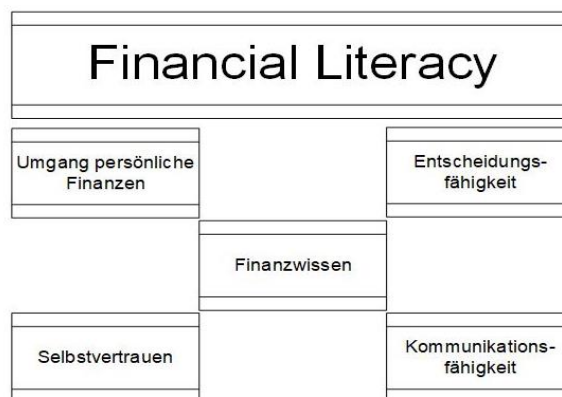 Financial Literacy
Umgang persönliche
Finanzen
Entscheidungs-
fähigkeit
Finanzwissen
Selbstvertrauen
Kommunikations-
fähigkeit